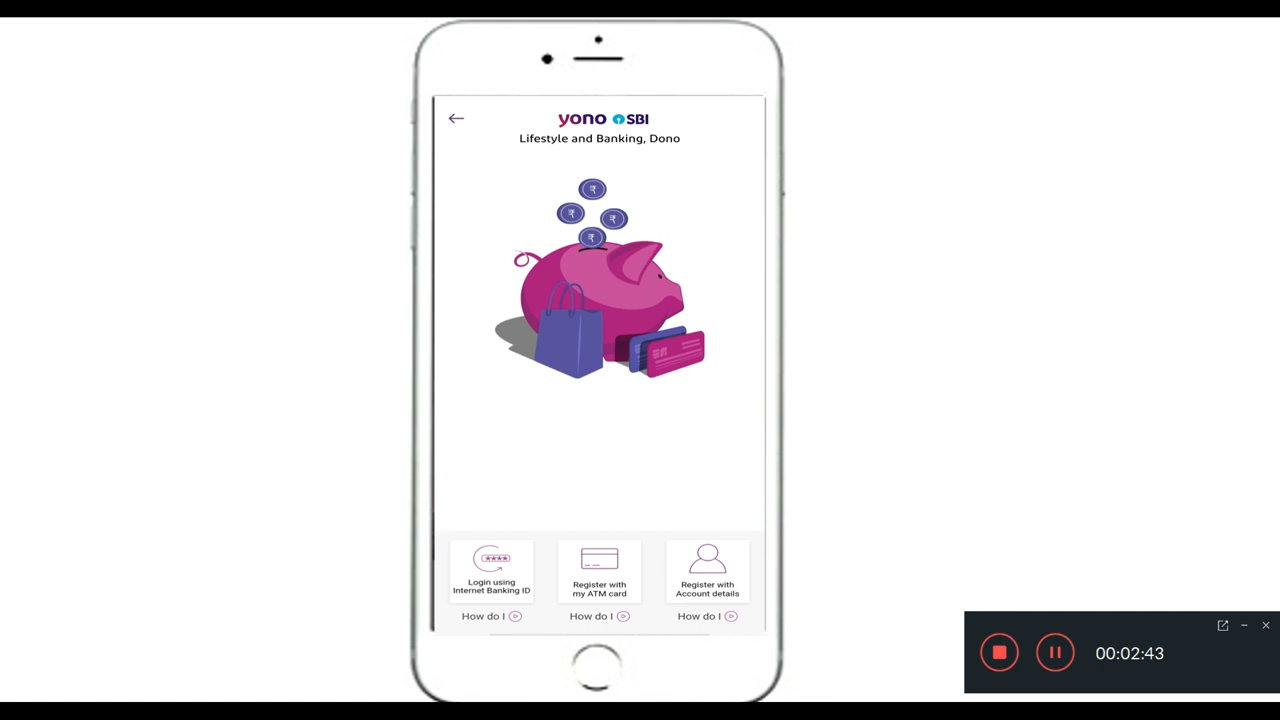 yono SBI
Lifestyle and Banking, Dono
₹
₹ ₹
₹
****
Login using
Internet Banking ID
Register with
my ATM card
Register with
Account details
How do I
How do I
How do I
00:02:43